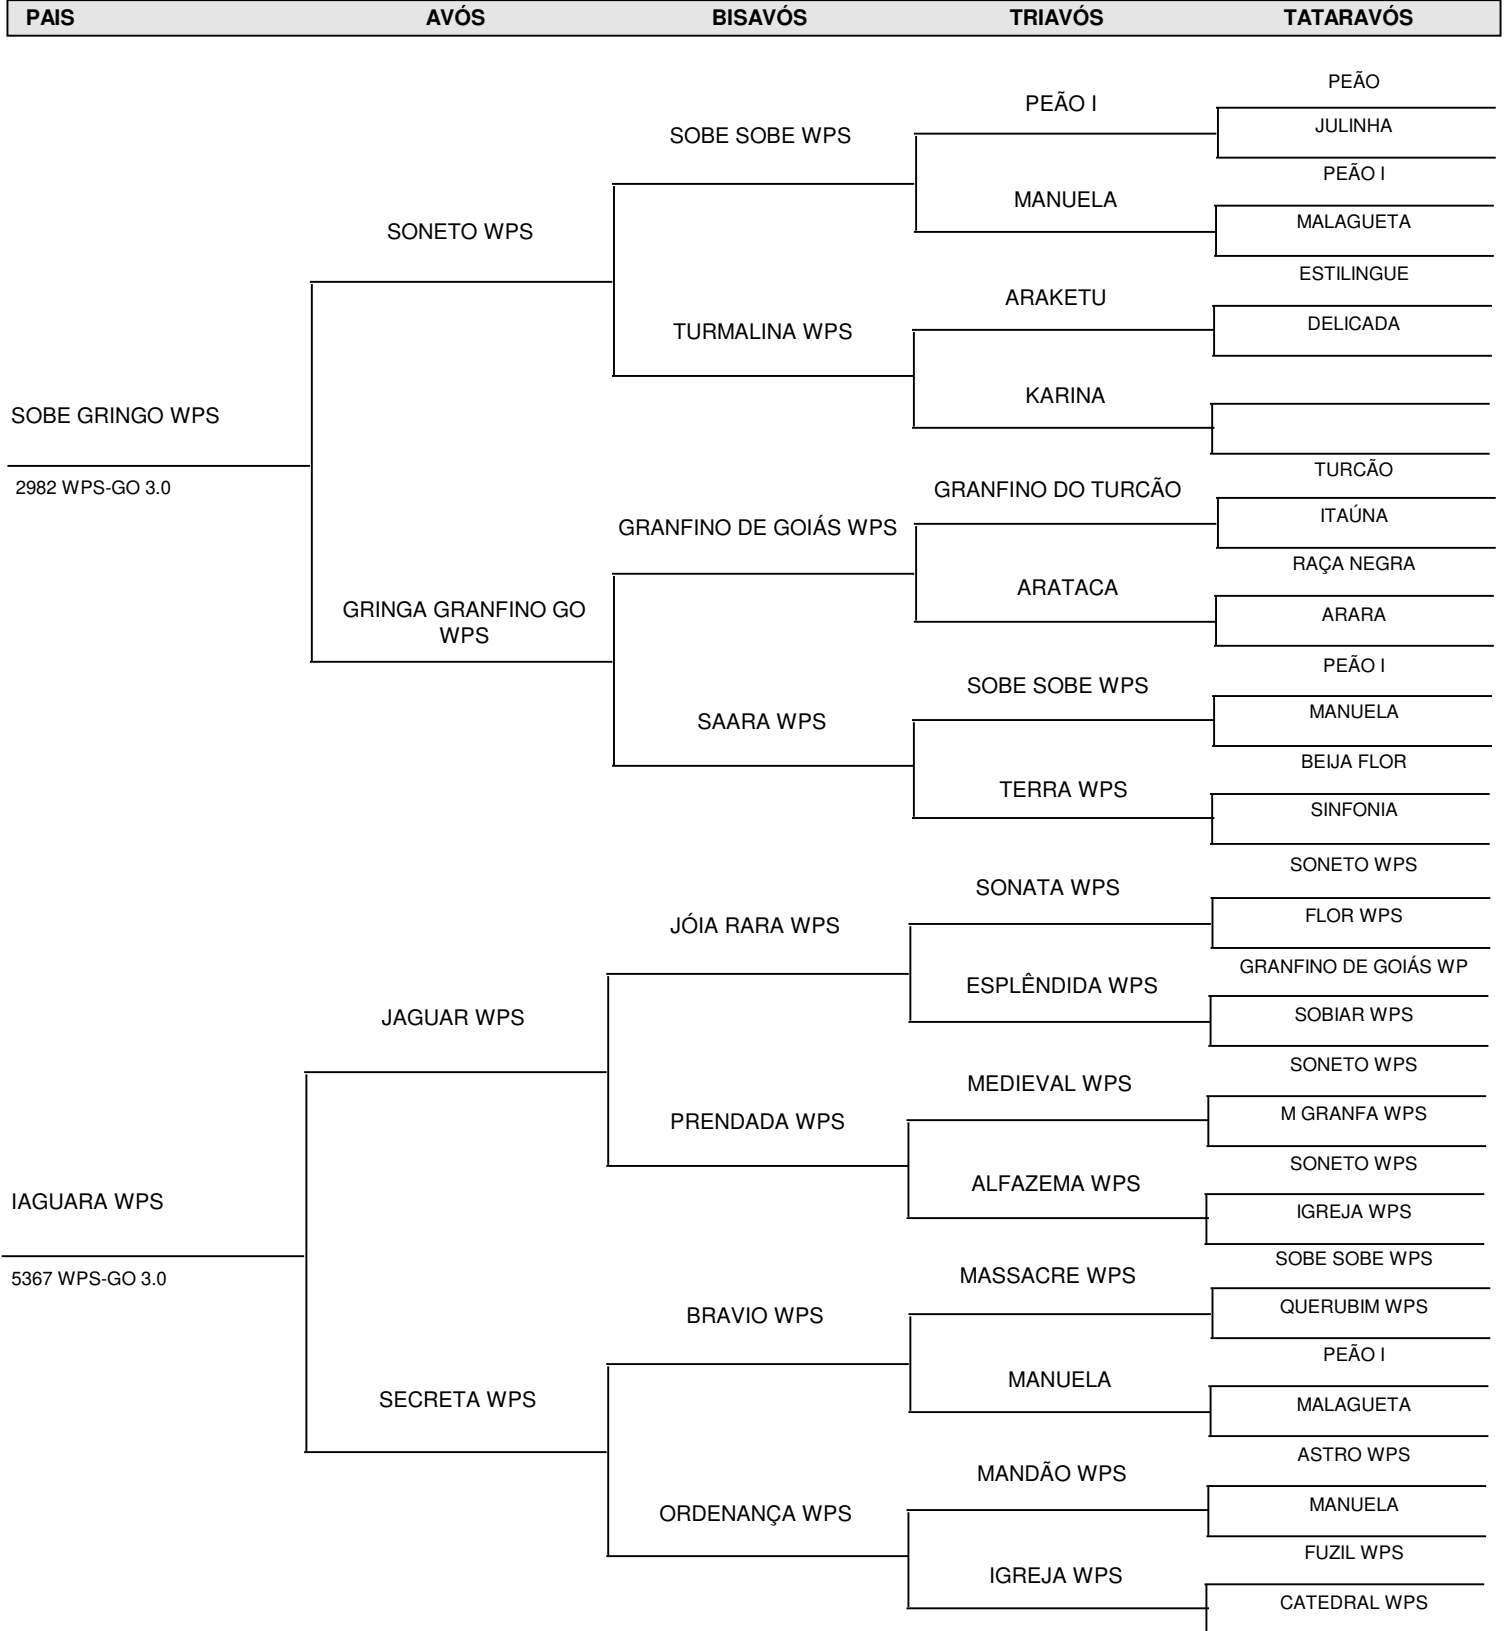 PAIS AVÓS BISAVÓS TRIAVÓS TATARAVÓS
PEÃO
PEÃO I
JULINHA
SOBE SOBE WPS
PEÃO I
MANUELA
MALAGUETA
SONETO WPS
ESTILINGUE
ARAKETU
DELICADA
TURMALINA WPS
KARINA
SOBE GRINGO WPS
TURCÃO
2982 WPS-GO 3.0
GRANFINO DO TURCÃO
ITAÚNA
GRANFINO DE GOIÁS WPS
RAÇA NEGRA
ARATACA
GRINGA GRANFINO GO
WPS
ARARA
PEÃO I
SOBE SOBE WPS
MANUELA
SAARA WPS
BEIJA FLOR
TERRA WPS
SINFONIA
SONETO WPS
SONATA WPS
FLOR WPS
JÓIA RARA WPS
GRANFINO DE GOIÁS WP
ESPLÊNDIDA WPS
SOBIAR WPS
JAGUAR WPS
SONETO WPS
MEDIEVAL WPS
M GRANFA WPS
PRENDADA WPS
SONETO WPS
ALFAZEMA WPS
IAGUARA WPS
IGREJA WPS
SOBE SOBE WPS
5367 WPS-GO 3.0
MASSACRE WPS
QUERUBIM WPS
BRAVIO WPS
PEÃO I
MANUELA
SECRETA WPS
MALAGUETA
ASTRO WPS
MANDÃO WPS
MANUELA
ORDENANÇA WPS
FUZIL WPS
IGREJA WPS
CATEDRAL WPS